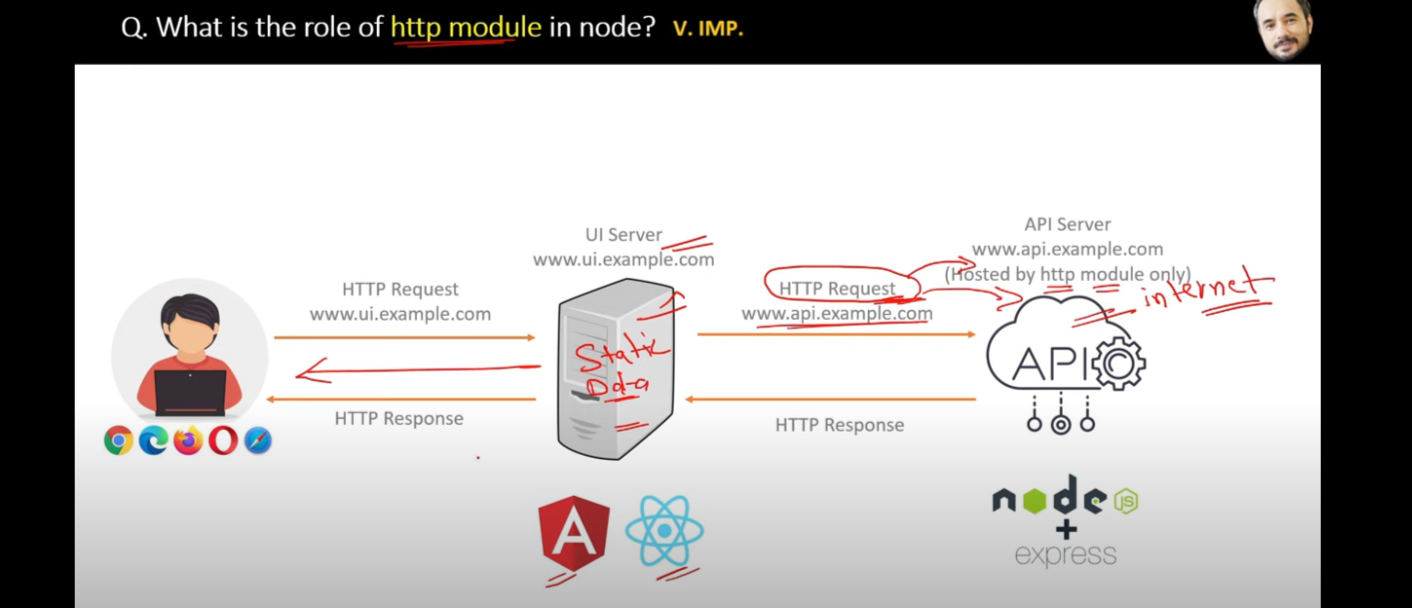 Q. What is the role of http module in node? V. IMP.
API Server
www.api.example.com
(Hosted by http module only)
internet
UI Server
www.ui.example.com
HTTP Request
www.ui.example.com
HTTP Request
www.api.example.com
Static
Data
API
HTTP Response
HTTP Response
A
node
JS
+
express